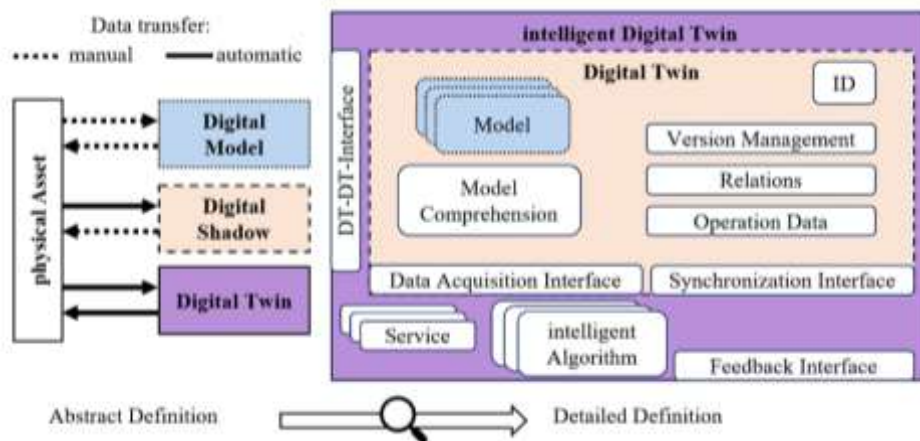 Data transfer:
manual
automatic
physical Asset
Digital
Model
Digital
Shadow
Digital Twin
intelligent Digital Twin
DT-DT-Interface
Digital Twin
ID
Model
Model
Comprehension
Version Management
Relations
Operation Data
Data Acquisition Interface
Synchronization Interface
Service
intelligent
Algorithm
Feedback Interface
Abstract Definition
Detailed Definition